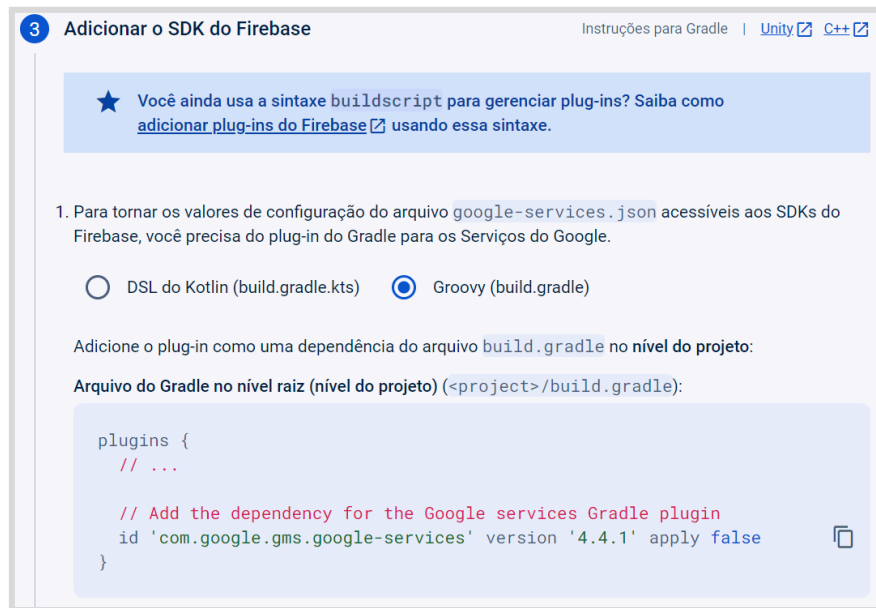 3 Adicionar o SDK do Firebase Instruções para Gradle | Unity C++
Você ainda usa a sintaxe buildscript para gerenciar plug-ins? Saiba como
adicionar plug-ins do Firebase usando essa sintaxe.
1. Para tornar os valores de configuração do arquivo google-services.json acessíveis aos SDKs do
Firebase, você precisa do plug-in do Gradle para os Serviços do Google.
DSL do Kotlin (build.gradle.kts) Groovy (build.gradle)
Adicione o plug-in como uma dependência do arquivo build.gradle no nível do projeto:
Arquivo do Gradle no nível raiz (nível do projeto) (<project>/build.gradle):
plugins {
// ...
// Add the dependency for the Google services Gradle plugin
id 'com.google.gms.google-services' version '4.4.1' apply false
}